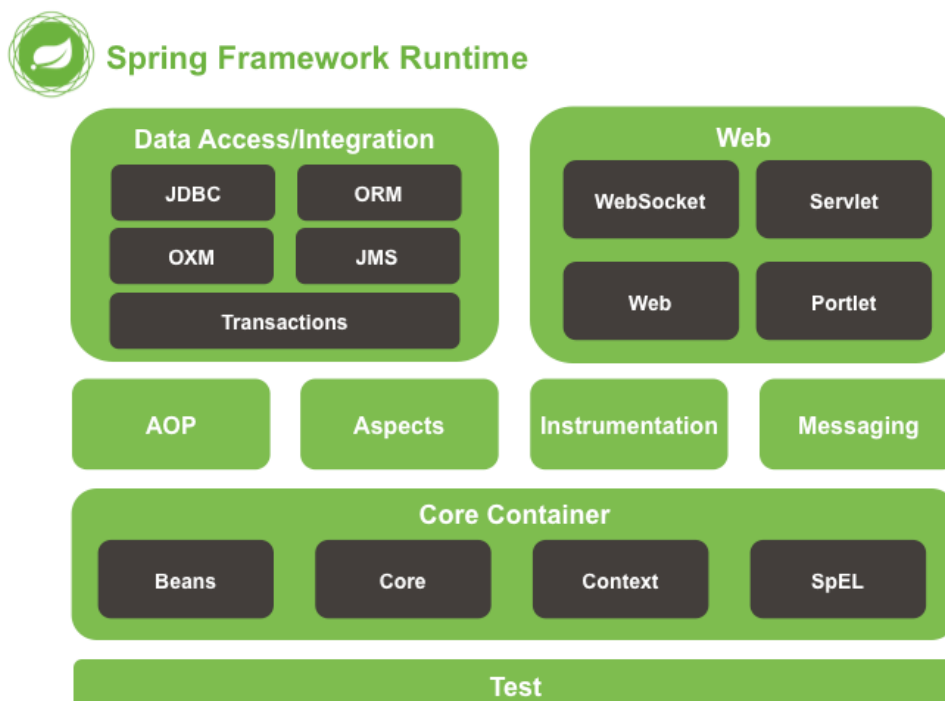 Spring Framework Runtime
Data Access/Integration
JDBC
ORM
OXM
JMS
Transactions
Web
WebSocket
Servlet
Web
Portlet
AOP
Aspects
Instrumentation
Messaging
Core Container
Beans
Core
Context
SpEL
Test